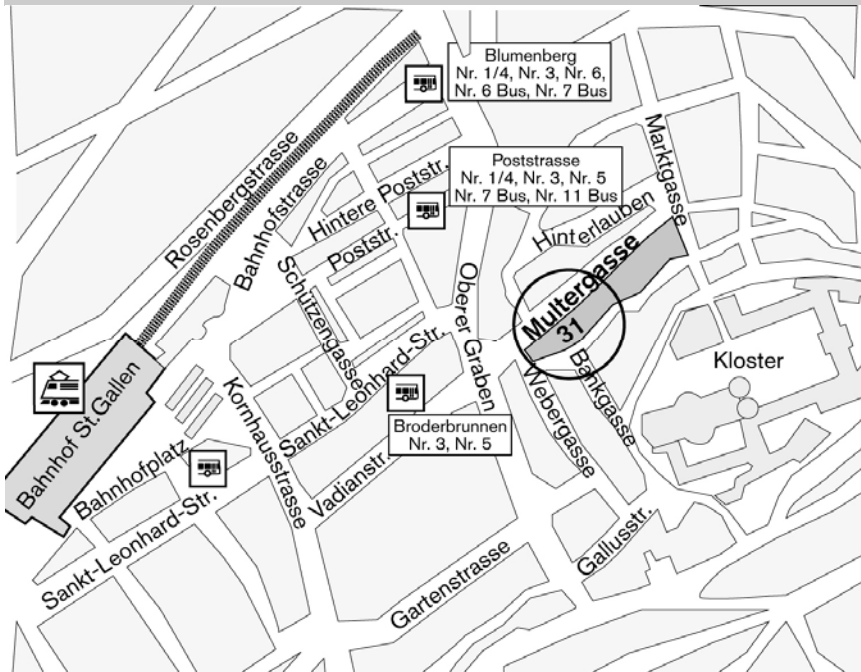 Blumenberg
Nr. 1/4, Nr. 3, Nr. 6,
Nr. 6 Bus, Nr. 7 Bus
Marktgasse
Rosenbergstrasse
Bahnhofstrasse
Hintere Poststr.
Poststrasse
Nr. 1/4, Nr. 3, Nr. 5
Nr. 7 Bus, Nr. 11 Bus
Poststr.
Hinterlauben
Schützengasse
Oberer Graben
Multergasse
31
Kloster
Bahnhof St.Gallen
Kornhausstrasse
Sankt-Leonhard-Str.
Webergasse
Bankgasse
Broderbrunnen
Nr. 3, Nr. 5
Bahnhofplatz
Vadianstr.
Sankt-Leonhard-Str.
Gallusstr.
Gartenstrasse